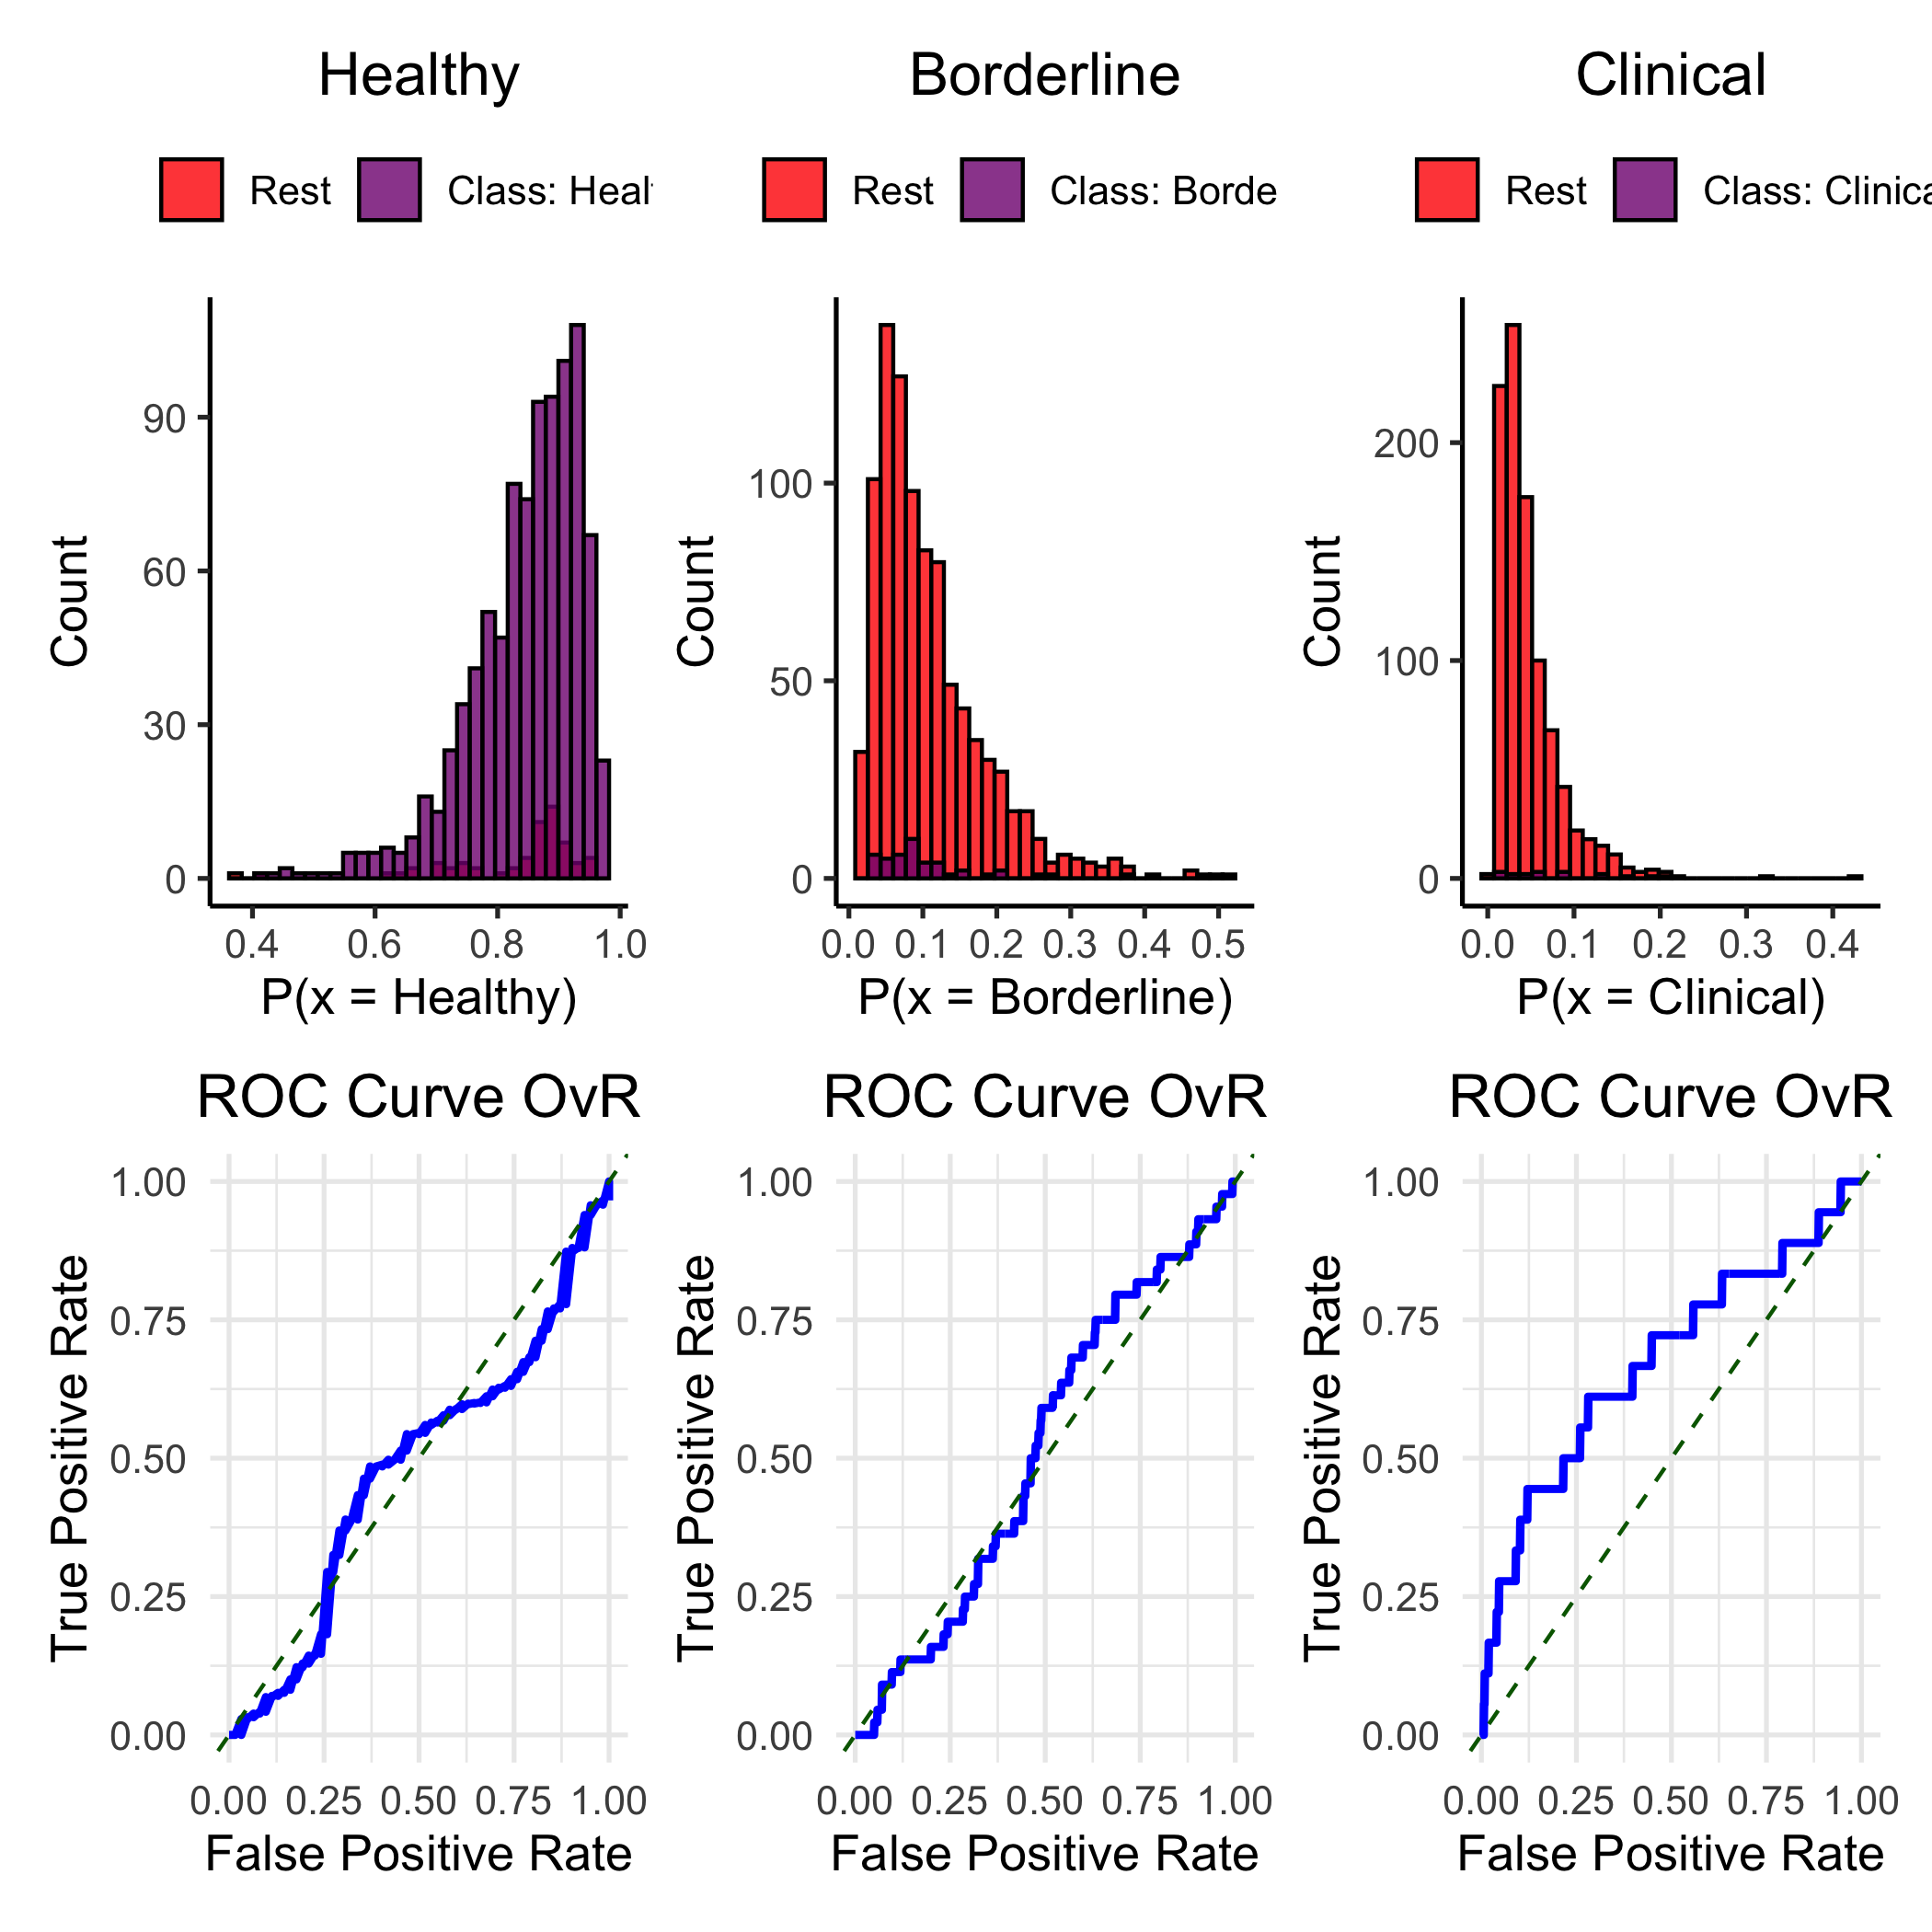 Healthy
Borderline
Clinical
Rest Class: Heal
Rest Class: Borde
Rest Class: Clinica
Count
90
60
30
0
0.4 0.6 0.8 1.0
P(x = Healthy)
Count
100
50
0
0.0 0.1 0.2 0.3 0.4 0.5
P(x = Borderline)
Count
200
100
0
0.0 0.1 0.2 0.3 0.4
P(x = Clinical)
ROC Curve OvR
True Positive Rate
1.00
0.75
0.50
0.25
0.00
0.00 0.25 0.50 0.75 1.00
False Positive Rate
ROC Curve OvR
True Positive Rate
1.00
0.75
0.50
0.25
0.00
0.00 0.25 0.50 0.75 1.00
False Positive Rate
ROC Curve OvR
True Positive Rate
1.00
0.75
0.50
0.25
0.00
0.00 0.25 0.50 0.75 1.00
False Positive Rate